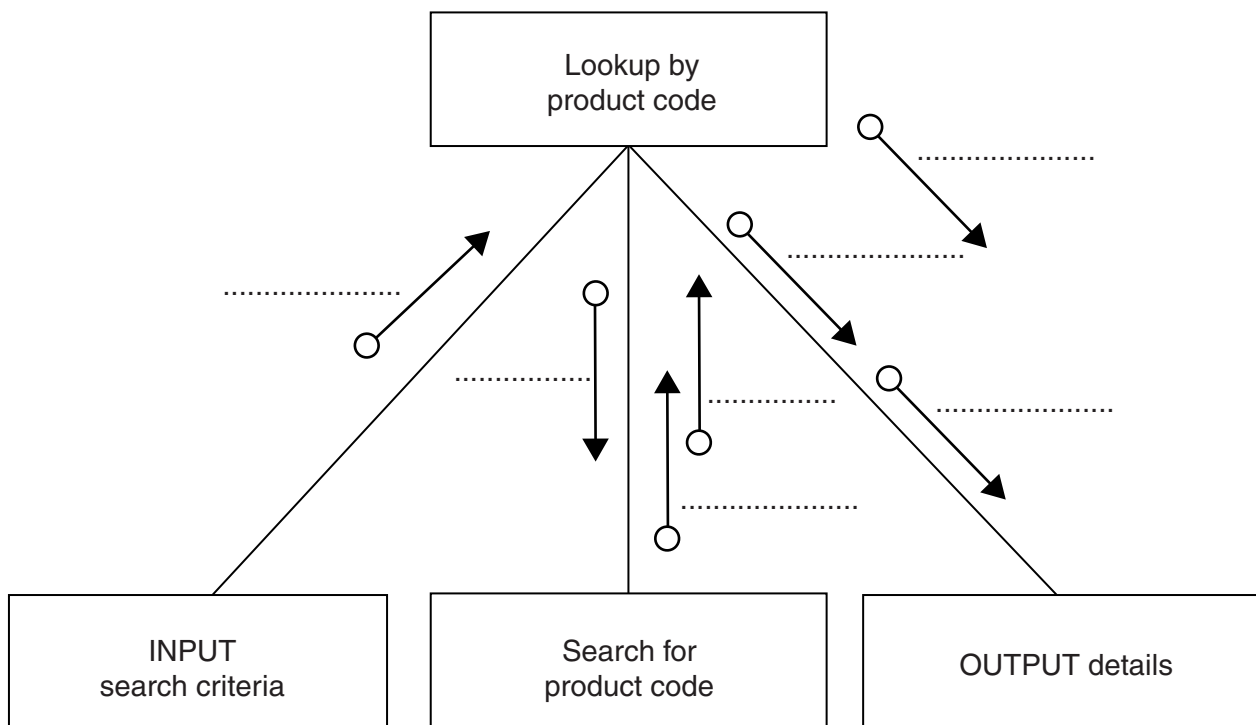 Lookup by
product code
INPUT
search criteria
Search for
product code
OUTPUT details